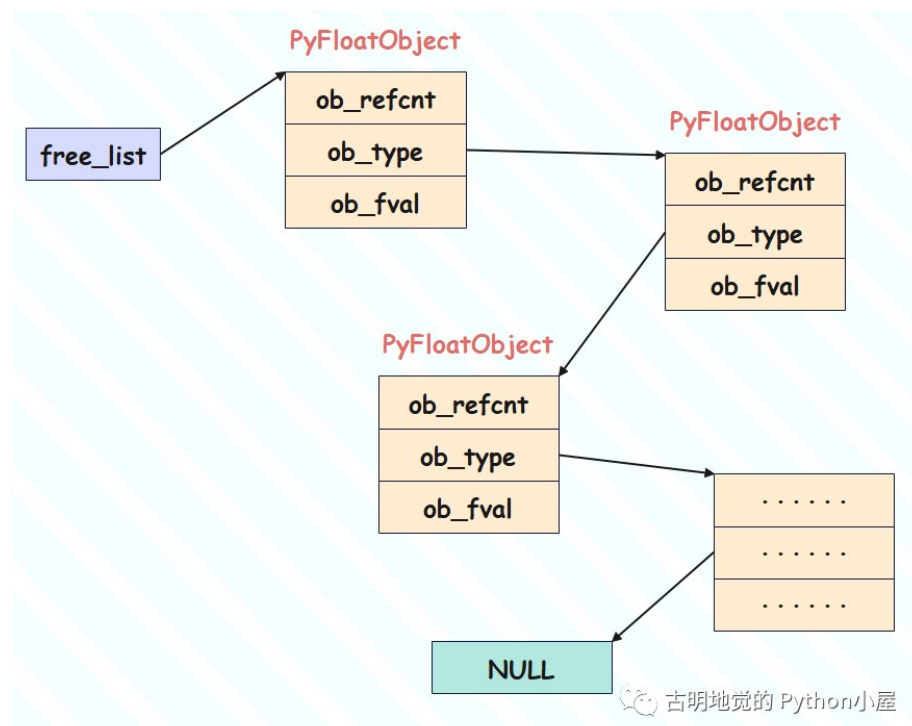 PyFloatObject
ob_refcnt
free_list
ob_type
ob_fval
PyFloatObject
ob_refcnt
ob_type
ob_fval
PyFloatObject
ob_refcnt
ob_type
ob_fval
......
......
......
NULL
古明地觉的 Python小屋